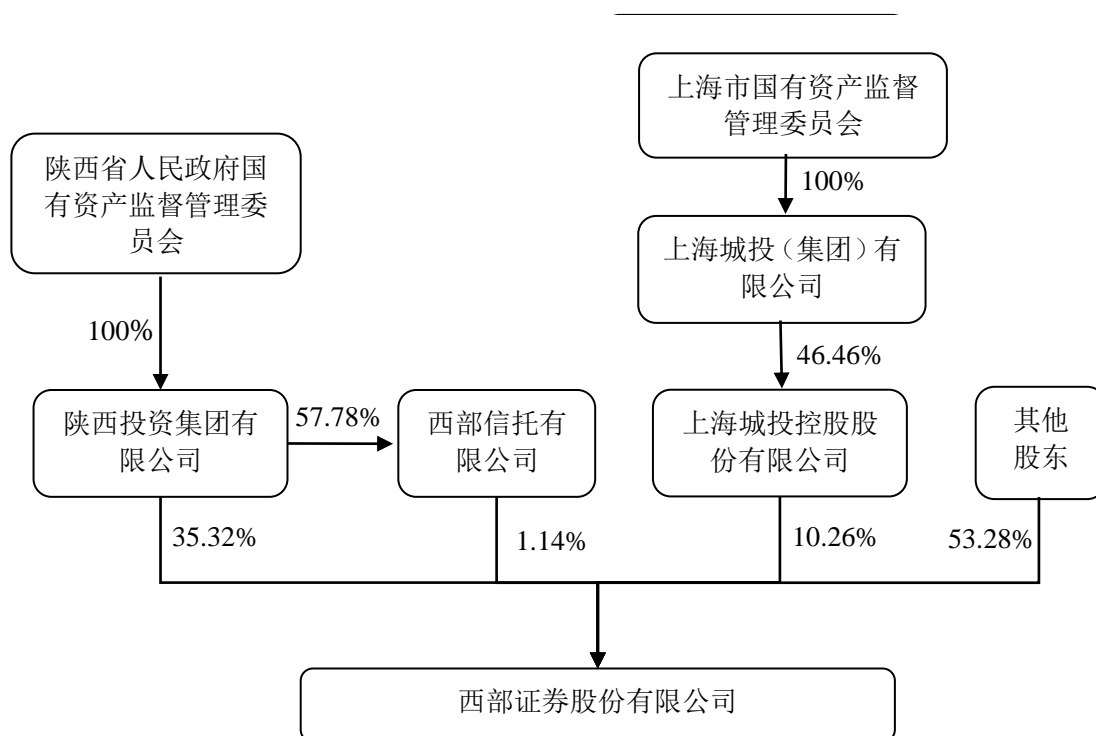 上海市国有资产监督
管理委员会
陕西省人民政府国
有资产监督管理委
员会
100%
上海城投（集团）有
限公司
100%
46.46%
陕西投资集团有
限公司
57.78%
西部信托有
限公司
上海城投控股股
份有限公司
其他
股东
35.32%
1.14%
10.26%
53.28%
西部证券股份有限公司